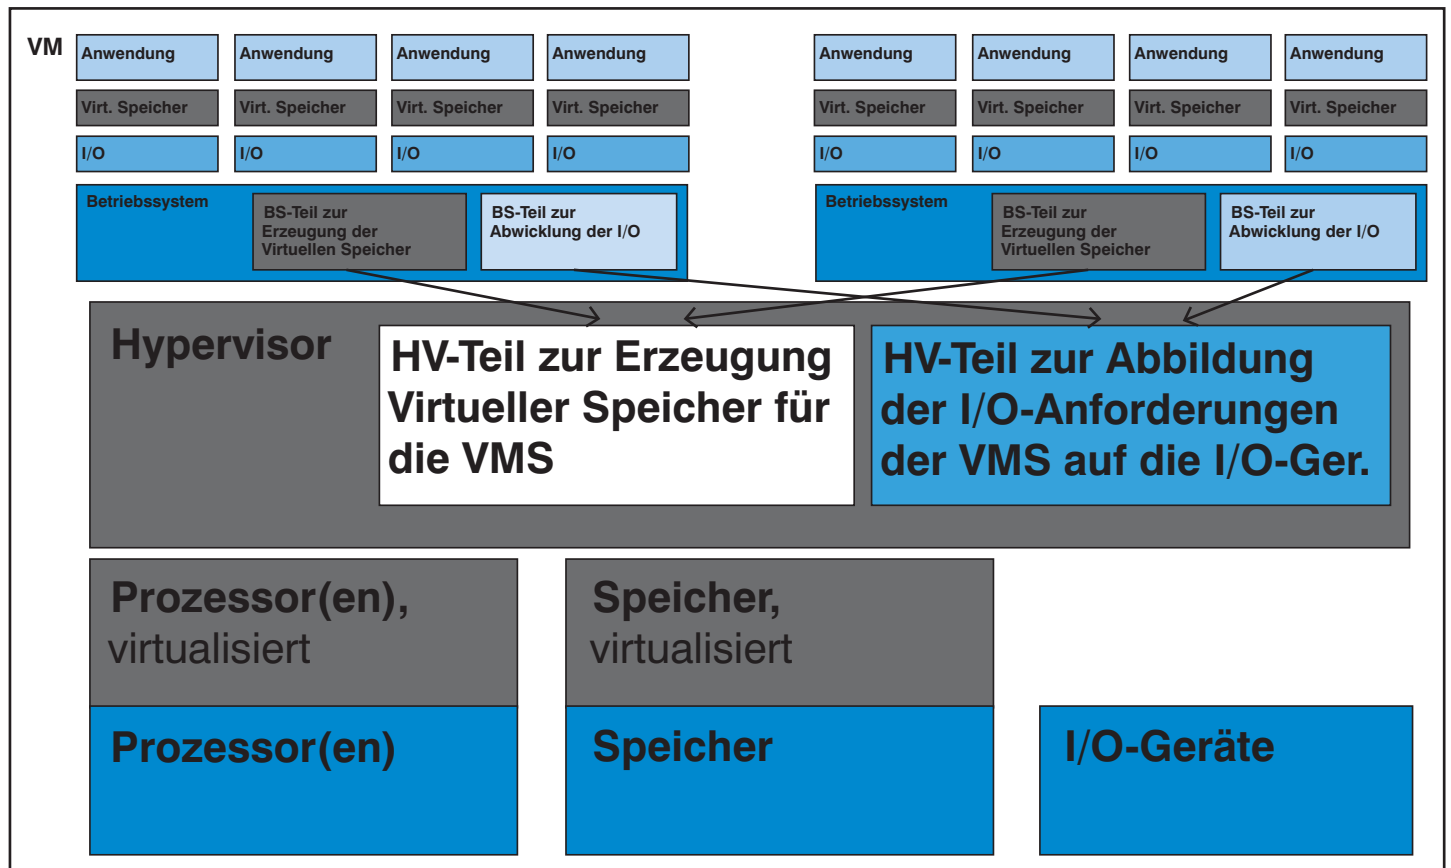 VM
Anwendung Anwendung Anwendung Anwendung Anwendung Anwendung Anwendung Anwendung
Virt. Speicher Virt. Speicher Virt. Speicher Virt. Speicher Virt. Speicher Virt. Speicher Virt. Speicher Virt. Speicher
I/O I/O I/O I/O I/O I/O I/O I/O
Betriebssystem
BS-Teil zur
Erzeugung der
Virtuellen Speicher
BS-Teil zur
Abwicklung der I/O
Betriebssystem
BS-Teil zur
Erzeugung der
Virtuellen Speicher
BS-Teil zur
Abwicklung der I/O
Hypervisor
HV-Teil zur Erzeugung
Virtueller Speicher für
die VMS
HV-Teil zur Abbildung
der I/O-Anforderungen
der VMS auf die I/O-Ger.
Prozessor(en),
virtualisiert
Speicher,
virtualisiert
Prozessor(en)
Speicher
I/O-Geräte